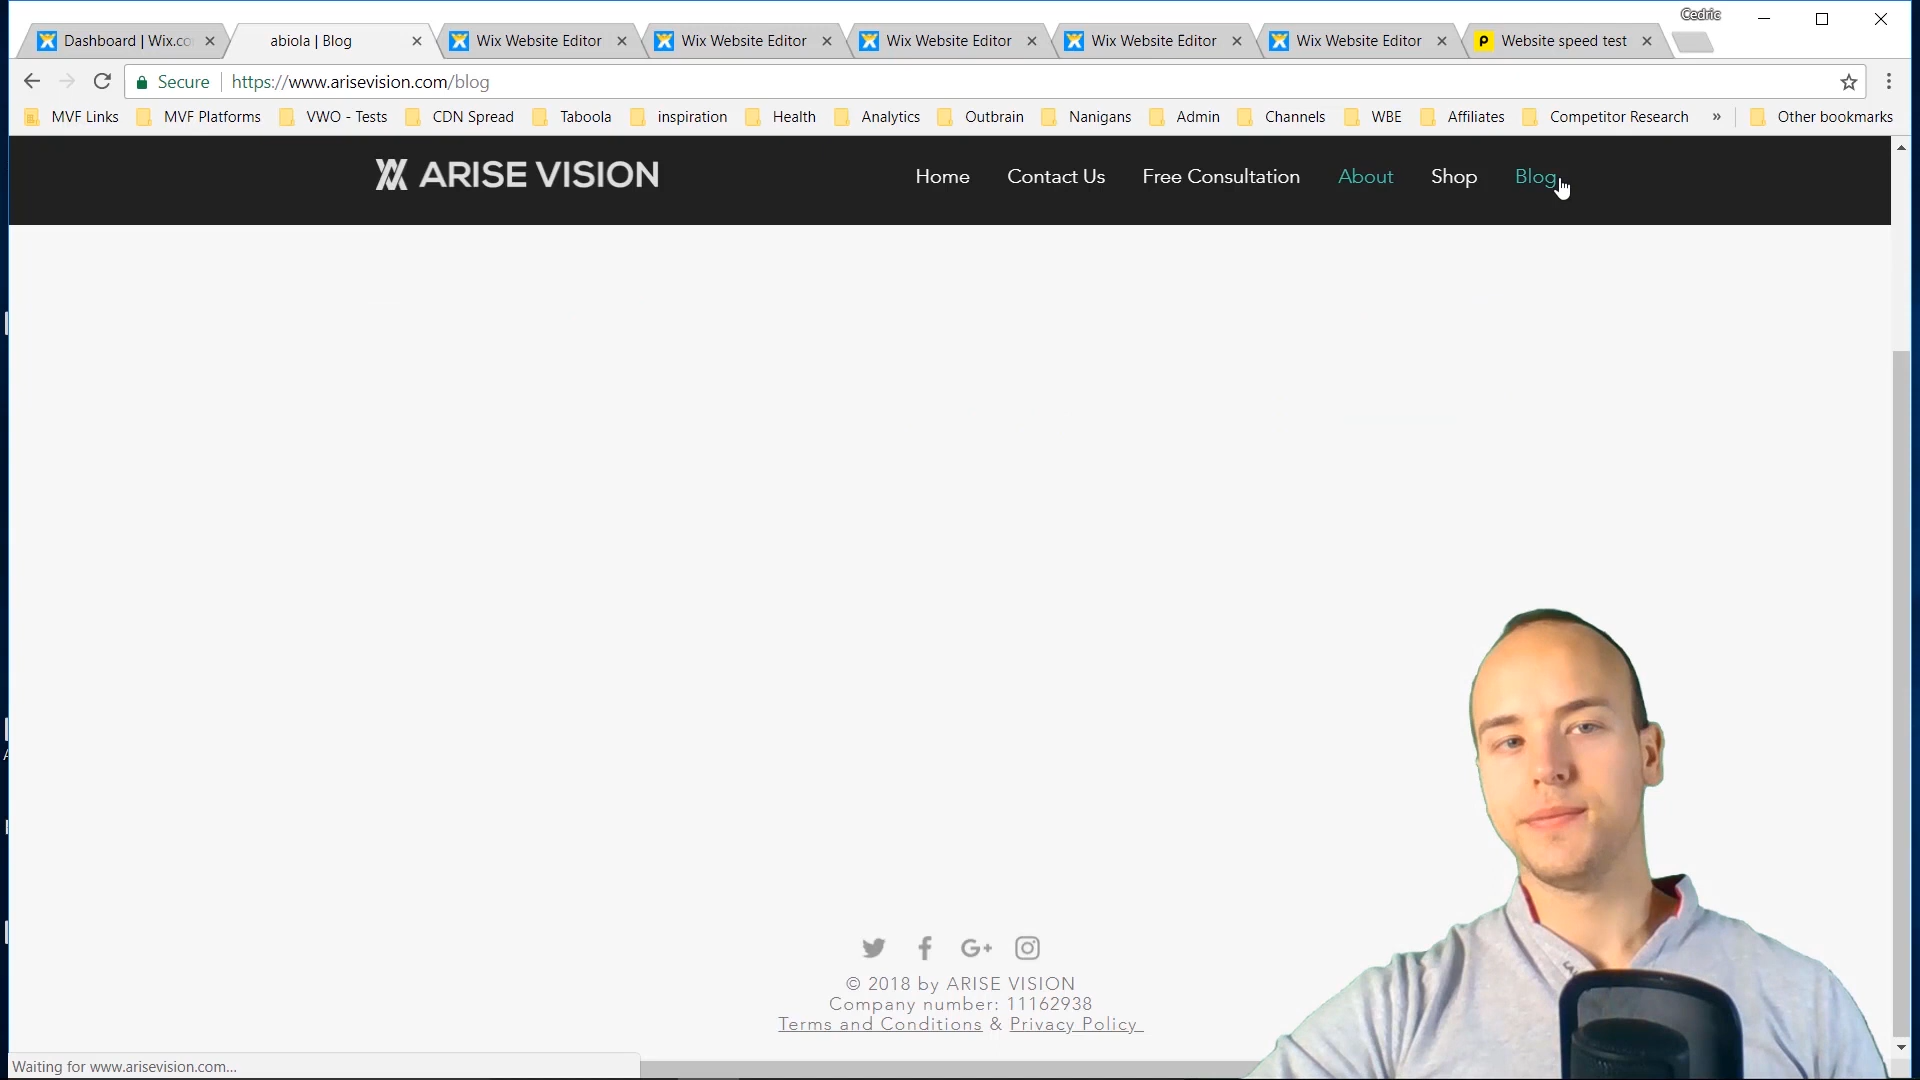 Cedric
Dashboard | Wix.co
abiola | Blog
Wix Website Editor
Wix Website Editor
Wix Website Editor
Wix Website Editor
Wix Website Editor
Website speed test
Secure
https://www.arisevision.com/blog
MVF Links
MVF Platforms
VWO - Tests
CDN Spread
Taboola
inspiration
Health
Analytics
Outbrain
Nanigans
Admin
Channels
WBE
Affiliates
Competitor Research
»
Other bookmarks
ARISE VISION
Home
Contact Us
Free Consultation
About
Shop
Blog
© 2018 by ARISE VISION
Company number: 11162938
Terms and Conditions & Privacy Policy
Waiting for www.arisevision.com...